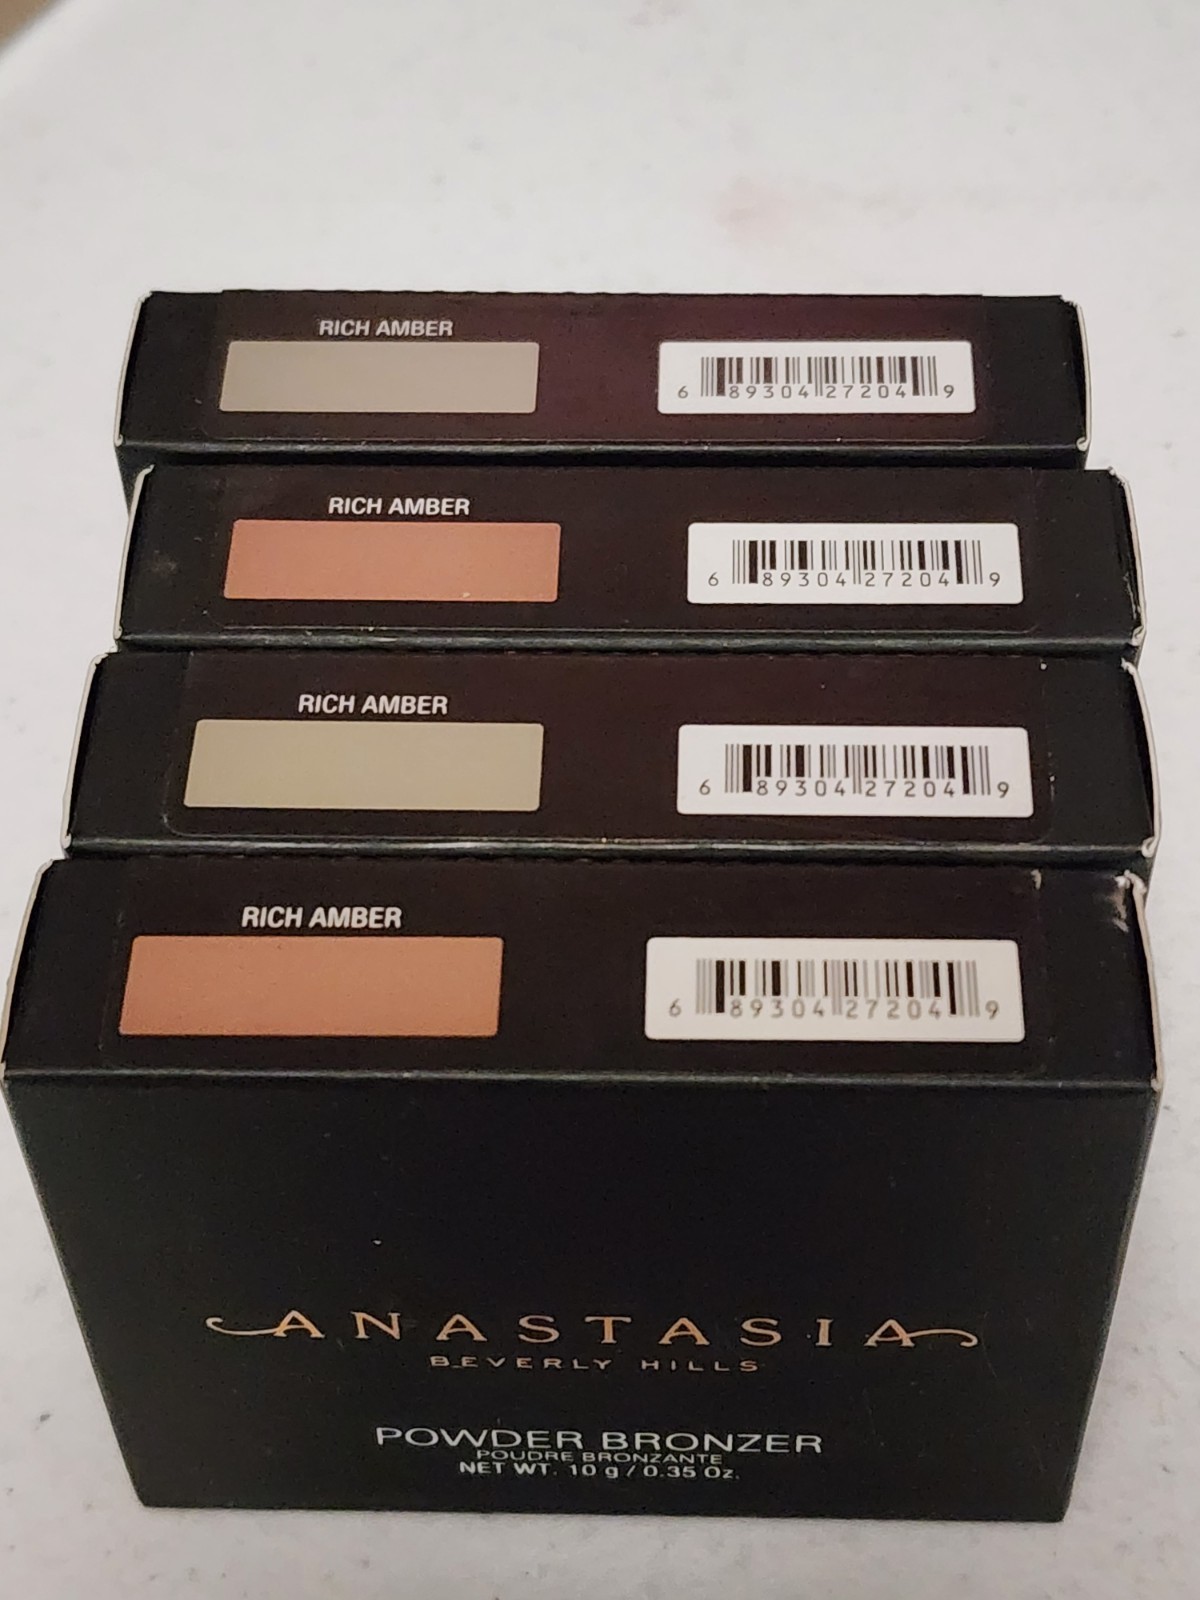 RICH AMBER
6 89304 27204 9
RICH AMBER
6 89304 27204 9
RICH AMBER
6 89304 27204 9
RICH AMBER
6 89304 27204 9
ANASTASIA
BEVERLY HILLS
POWDER BRONZER
POUDRE BRONZANTE
NET WT. 10 g / 0.35 Oz.